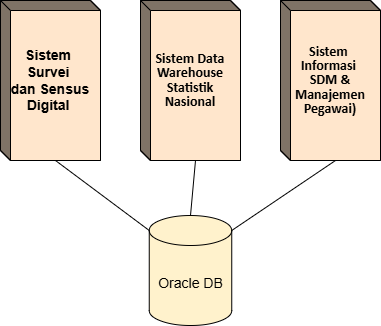 Sistem
Survei
dan Sensus
Digital
Sistem Data
Warehouse
Statistik
Nasional
Sistem
Informasi
SDM &
Manajemen
Pegawai)
Oracle DB